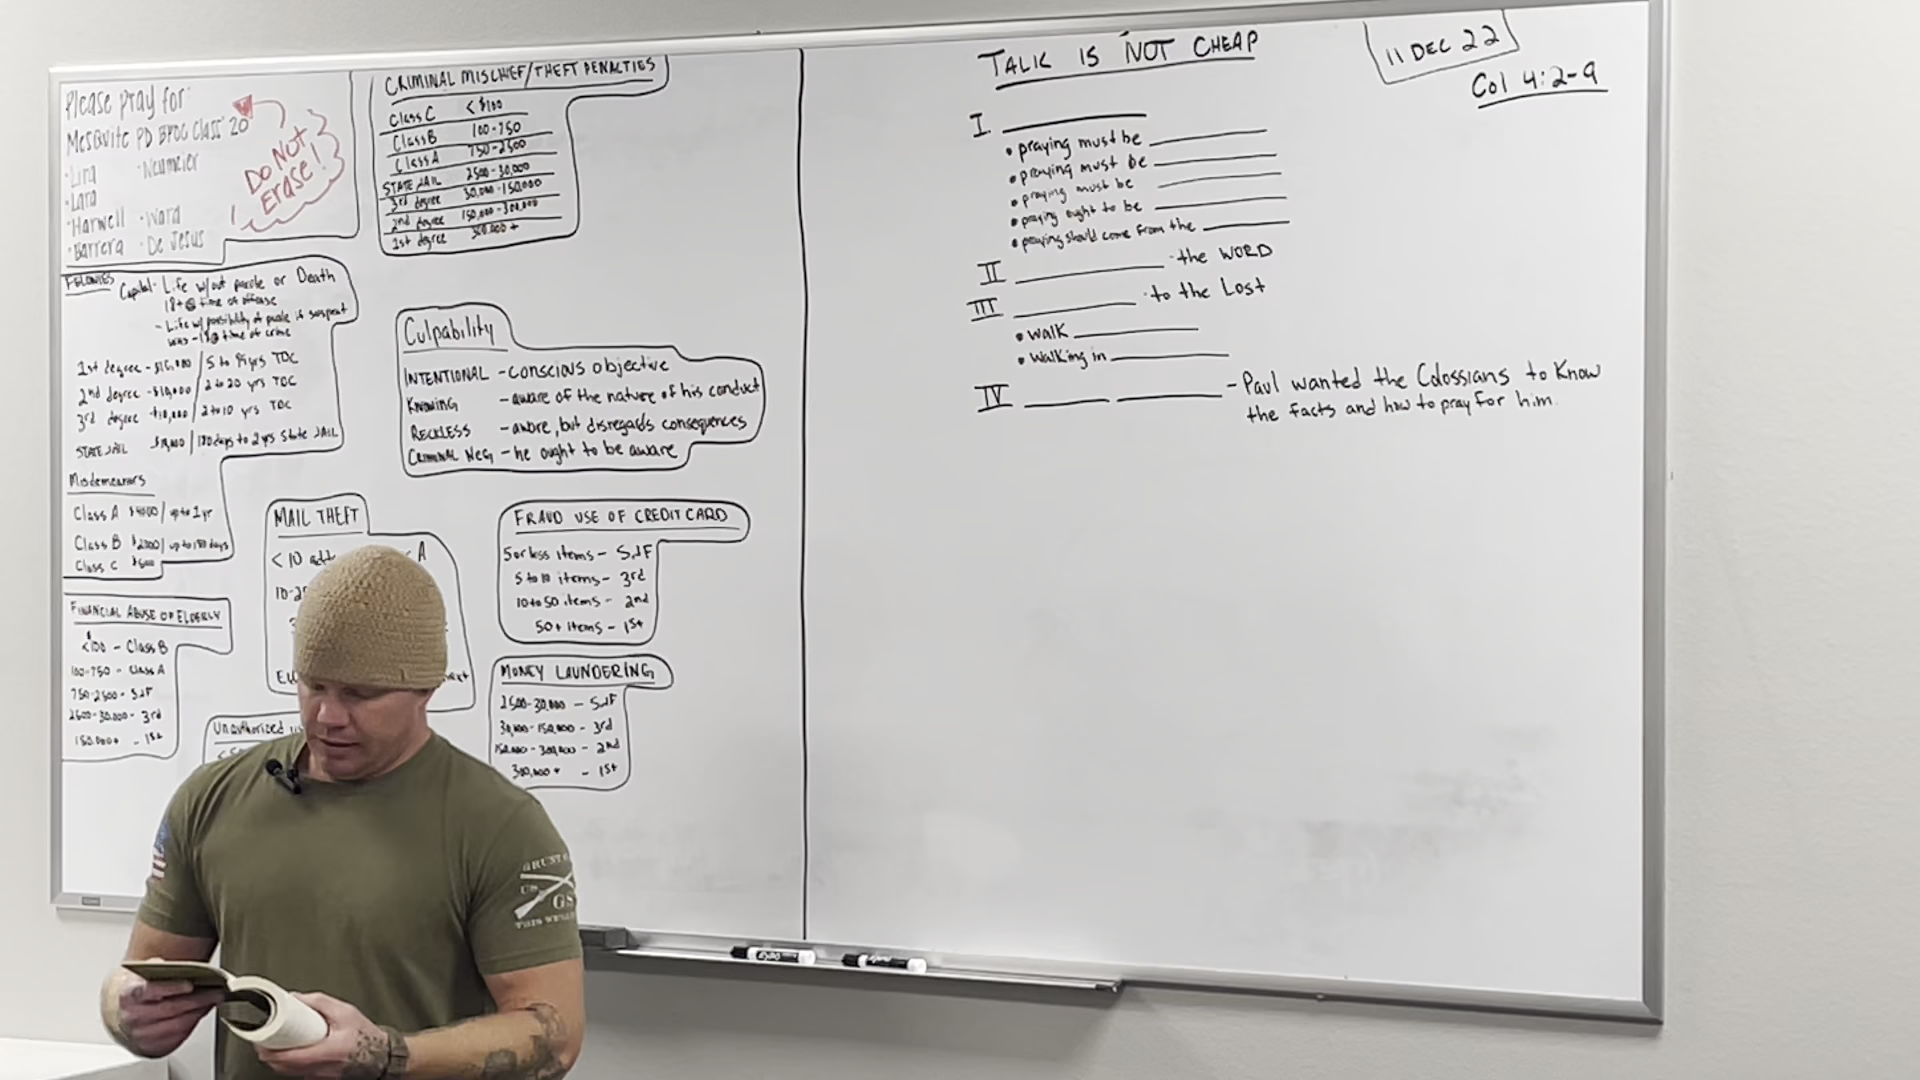 Please pray for:
Mesquite PD BPOC Class 20
DO NOT
ERASE!
• Lira • Neumeier
• Lara
• Harwell • Ward
• Barrera • De Jesus
CRIMINAL MISCHIEF/THEFT PENALTIES
Class C < $100
Class B 100-750
Class A 750-2500
STATE JAIL 2500-30,000
3rd degree 30,000-150,000
2nd degree 150,000-300,000
1st degree 300,000+
FELONIES
Capital - Life w/out parole or Death
18+ @ time of offense
- Life w/ possibility of parole if suspect
was -18 @ time of crime
1st degree - $10,000 / 5 to 99 yrs TDC
2nd degree - $10,000 / 2 to 20 yrs TDC
3rd degree - $10,000 / 2 to 10 yrs TDC
STATE JAIL $10,000 / 180 days to 2 yrs State JAIL
Misdemeanors
Class A $4000 / up to 1 yr
Class B $2000 / up to 180 days
Class C $500
Culpability
INTENTIONAL - conscious objective
KNOWING - aware of the nature of his conduct
RECKLESS - aware, but disregards consequences
CRIMINAL NEG - he ought to be aware
MAIL THEFT
< 10 A
FRAUD USE OF CREDIT CARD
5 or less items - SJF
5 to 10 items - 3rd
10 to 50 items - 2nd
50+ items - 1st
FINANCIAL ABUSE OF ELDERLY
< $100 - Class B
100-750 - Class A
750-2500 - SJF
2600-30,000 - 3rd
150,000+ - 1st
Unauthorized
MONEY LAUNDERING
2500-30,000 - SJF
30,000-150,000 - 3rd
150,000-300,000 - 2nd
300,000+ - 1st
TALK IS NOT CHEAP
11 DEC 22
Col 4:2-9
I ________
• praying must be ________
• praying must be ________
• praying must be ________
• praying ought to be ________
• praying should come from the ________
II ________ the WORD
III ________ to the Lost
• WALK ________
• Walking in ________
IV ________ ________ - Paul wanted the Colossians to Know
the facts and how to pray for him.
GRUNT
US
GS